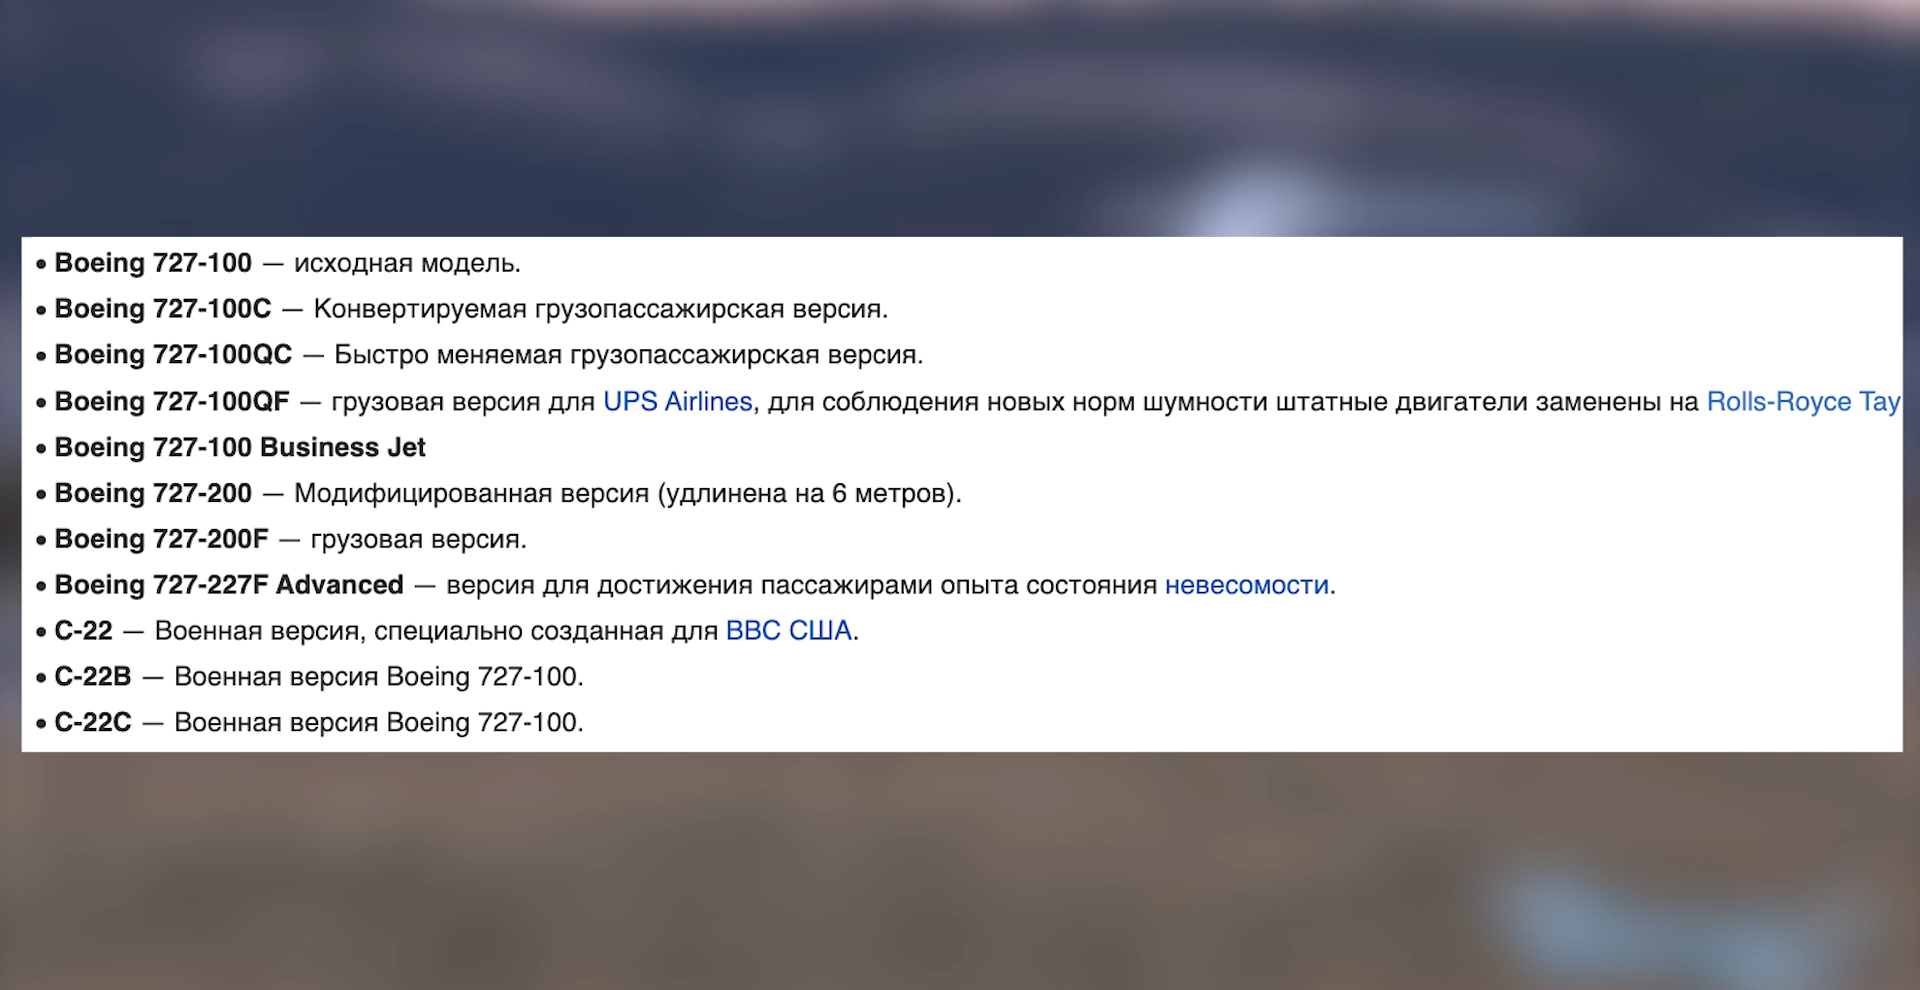 • Boeing 727-100 — исходная модель.
• Boeing 727-100C — Конвертируемая грузопассажирская версия.
• Boeing 727-100QC — Быстро меняемая грузопассажирская версия.
• Boeing 727-100QF — грузовая версия для UPS Airlines, для соблюдения новых норм шумности штатные двигатели заменены на Rolls-Royce Tay
• Boeing 727-100 Business Jet
• Boeing 727-200 — Модифицированная версия (удлинена на 6 метров).
• Boeing 727-200F — грузовая версия.
• Boeing 727-227F Advanced — версия для достижения пассажирами опыта состояния невесомости.
• C-22 — Военная версия, специально созданная для ВВС США.
• C-22B — Военная версия Boeing 727-100.
• C-22C — Военная версия Boeing 727-100.